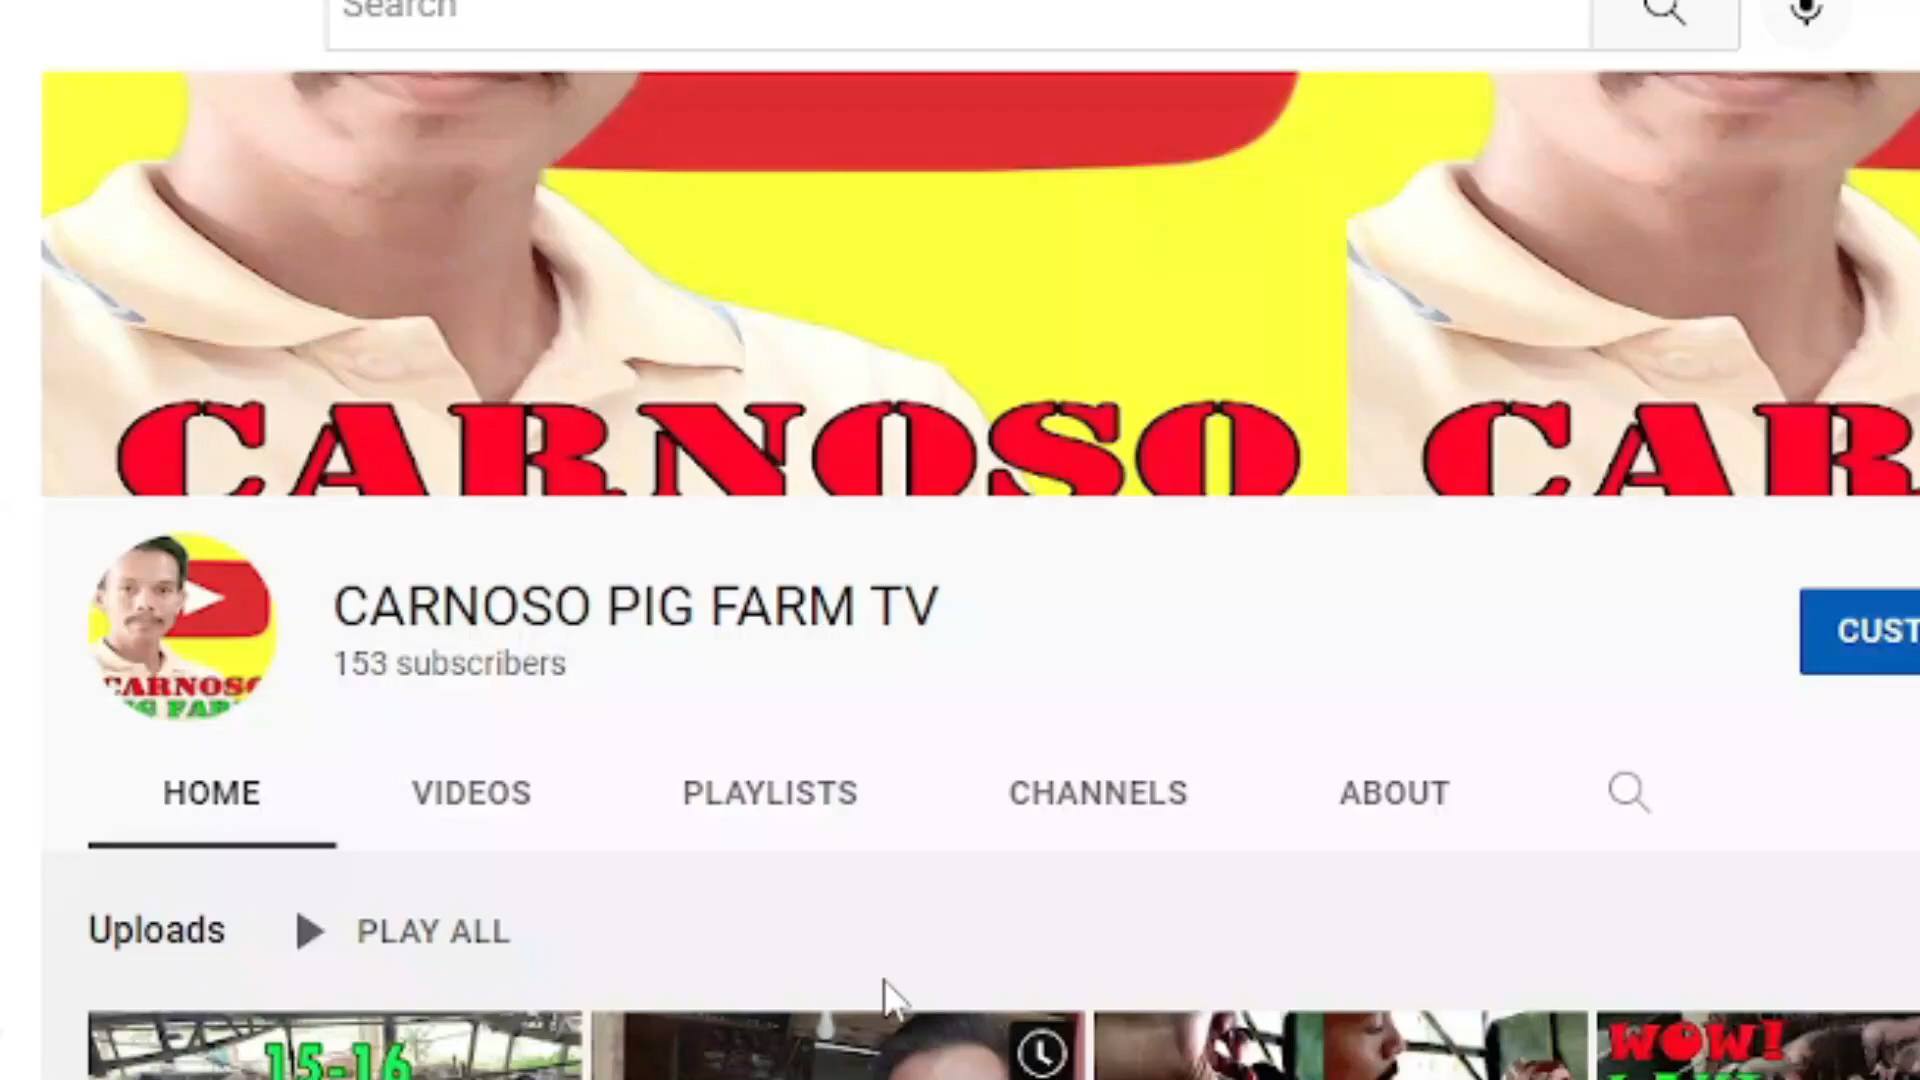 Search
CARNOSO CAR
CARNOSO
CARNOSO PIG FARM TV
153 subscribers
CUST
HOME VIDEOS PLAYLISTS CHANNELS ABOUT
Uploads PLAY ALL
15-16
WOW!